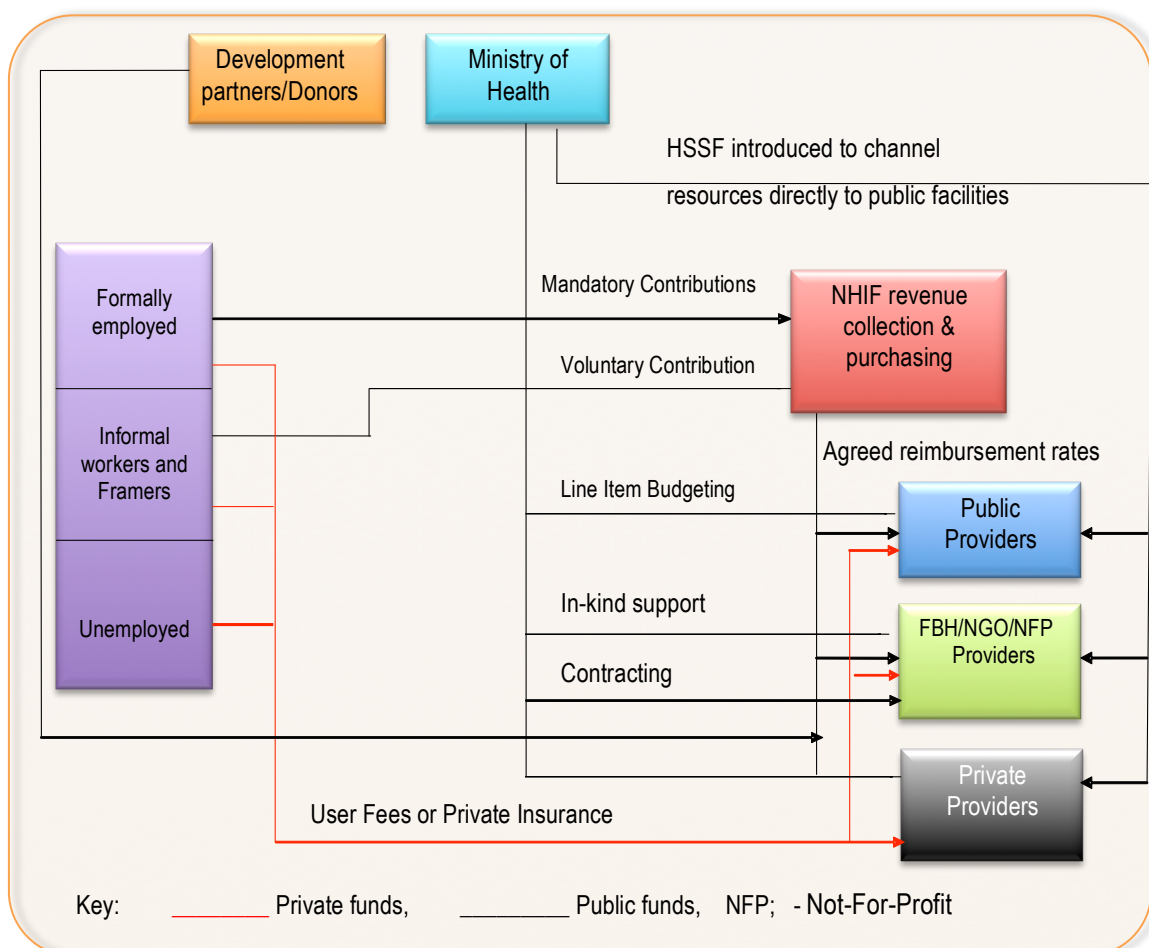 Development
partners/Donors
Ministry of
Health
HSSF introduced to channel
resources directly to public facilities
Formally
employed
Mandatory Contributions
NHIF revenue
collection &
purchasing
Voluntary Contribution
Informal
workers and
Framers
Agreed reimbursement rates
Line Item Budgeting
Public
Providers
In-kind support
FBH/NGO/NFP
Providers
Unemployed
Contracting
Private
Providers
User Fees or Private Insurance
Key: ________ Private funds, ________ Public funds, NFP; - Not-For-Profit